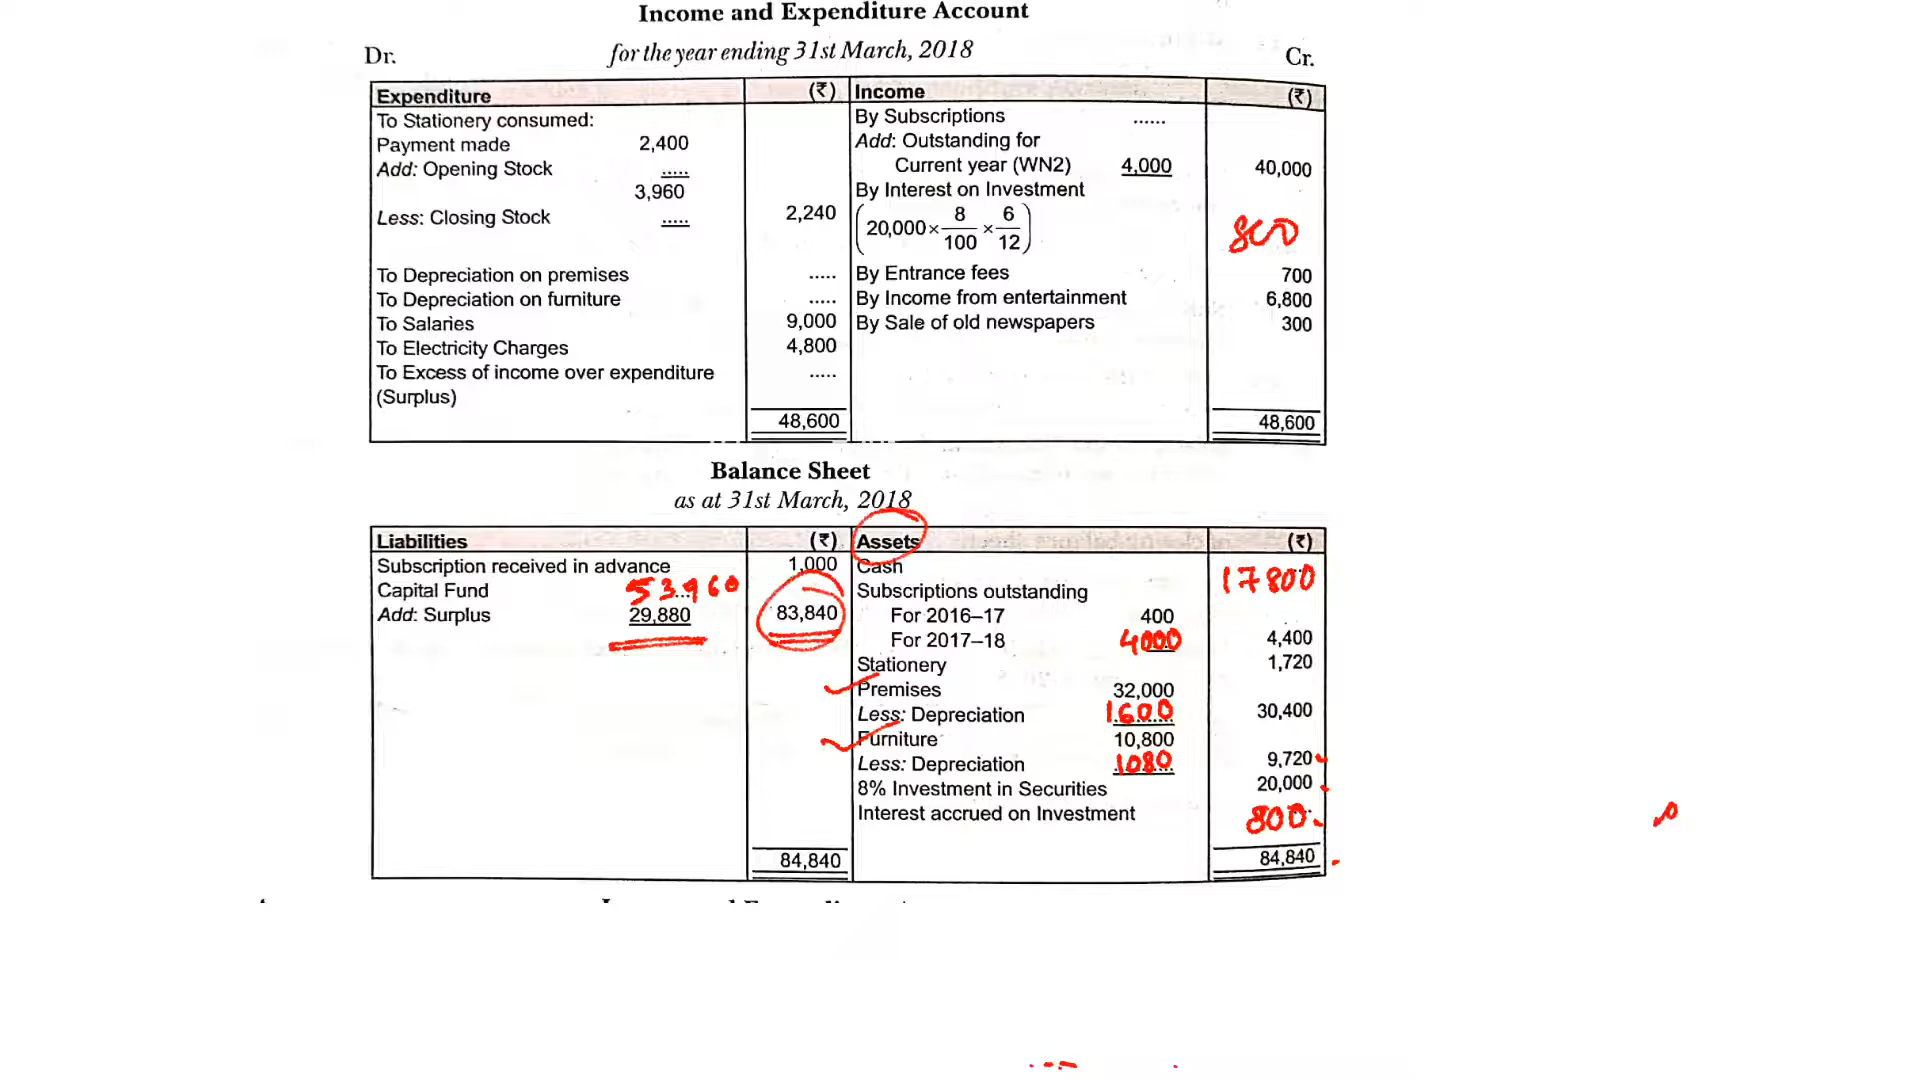 Income and Expenditure Account
Dr. for the year ending 31st March, 2018 Cr.
Expenditure (₹) Income (₹)
To Stationery consumed: By Subscriptions ......
Payment made 2,400 Add: Outstanding for
Add: Opening Stock ..... Current year (WN2) 4,000 40,000
3,960 By Interest on Investment
Less: Closing Stock ..... 2,240 (20,000 × 8/100 × 6/12) 800
To Depreciation on premises ..... By Entrance fees 700
To Depreciation on furniture ..... By Income from entertainment 6,800
To Salaries 9,000 By Sale of old newspapers 300
To Electricity Charges 4,800
To Excess of income over expenditure .....
(Surplus)
48,600 48,600
Balance Sheet
as at 31st March, 2018
Liabilities (₹) Assets (₹)
Subscription received in advance 1,000 Cash 17800
Capital Fund 53960 Subscriptions outstanding
Add: Surplus 29,880 83,840 For 2016–17 400
For 2017–18 4000 4,400
Stationery 1,720
Premises 32,000
Less: Depreciation 1600 30,400
Furniture 10,800
Less: Depreciation 1080 9,720
8% Investment in Securities 20,000
Interest accrued on Investment 800
84,840 84,840